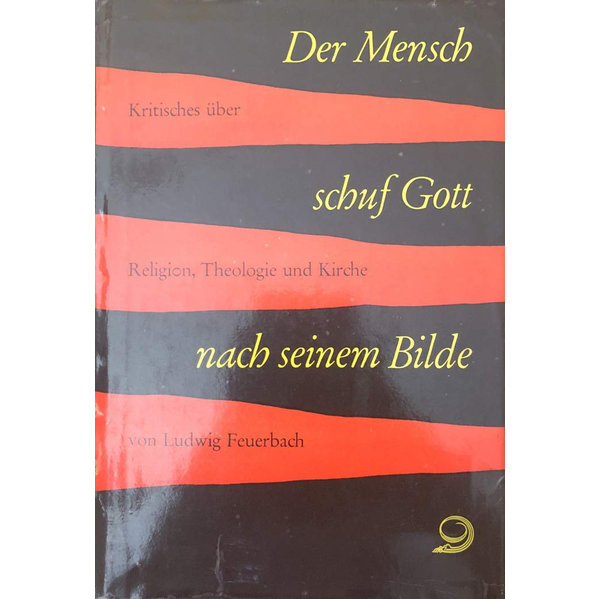 Der Mensch
Kritisches über
schuf Gott
Religion, Theologie und Kirche
nach seinem Bilde
von Ludwig Feuerbach